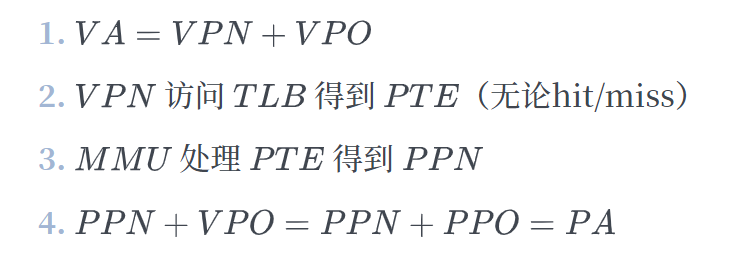 1. VA = VPN + VPO
2. VPN 访问 TLB 得到 PTE（无论hit/miss）
3. MMU 处理 PTE 得到 PPN
4. PPN + VPO = PPN + PPO = PA